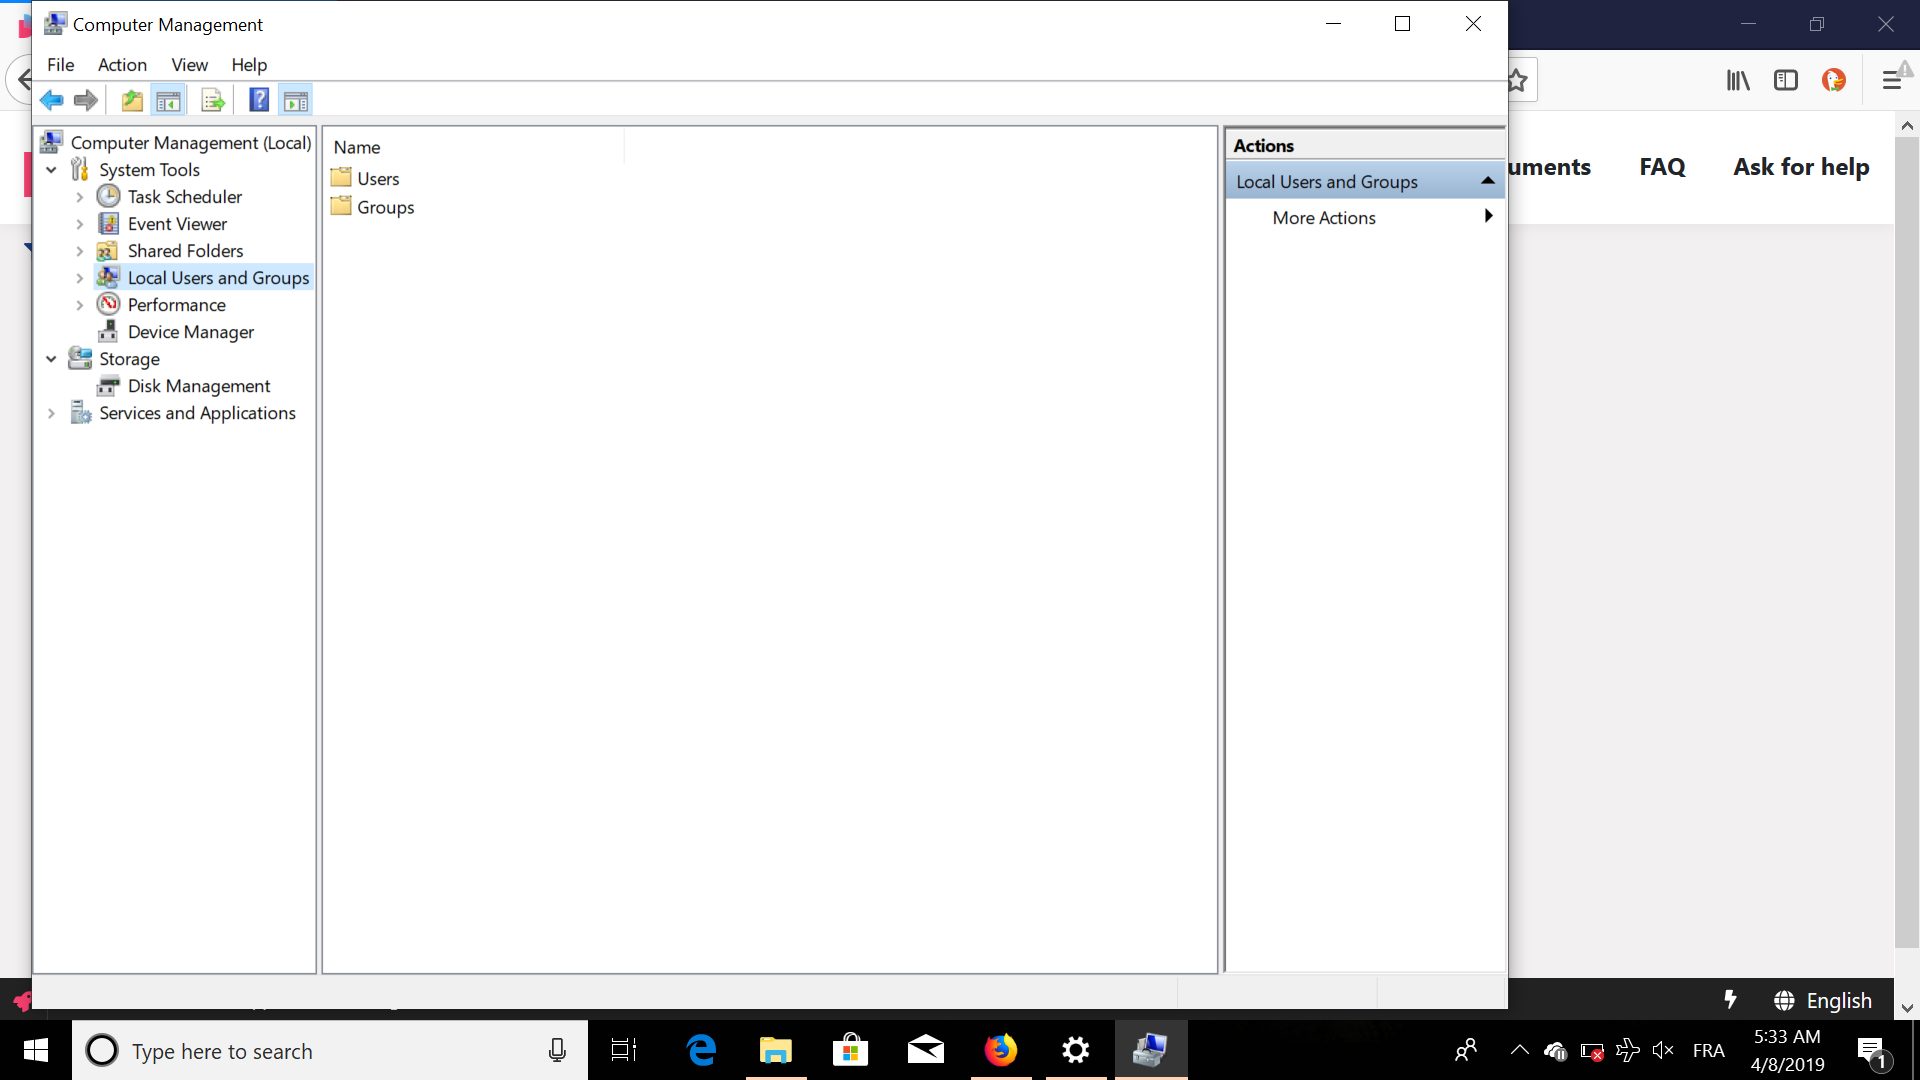 Computer Management
File Action View Help
Computer Management (Local)
System Tools
Task Scheduler
Event Viewer
Shared Folders
Local Users and Groups
Performance
Device Manager
Storage
Disk Management
Services and Applications
Name
Users
Groups
Actions
Local Users and Groups
More Actions
uments FAQ Ask for help
English
Type here to search
FRA
5:33 AM
4/8/2019
1